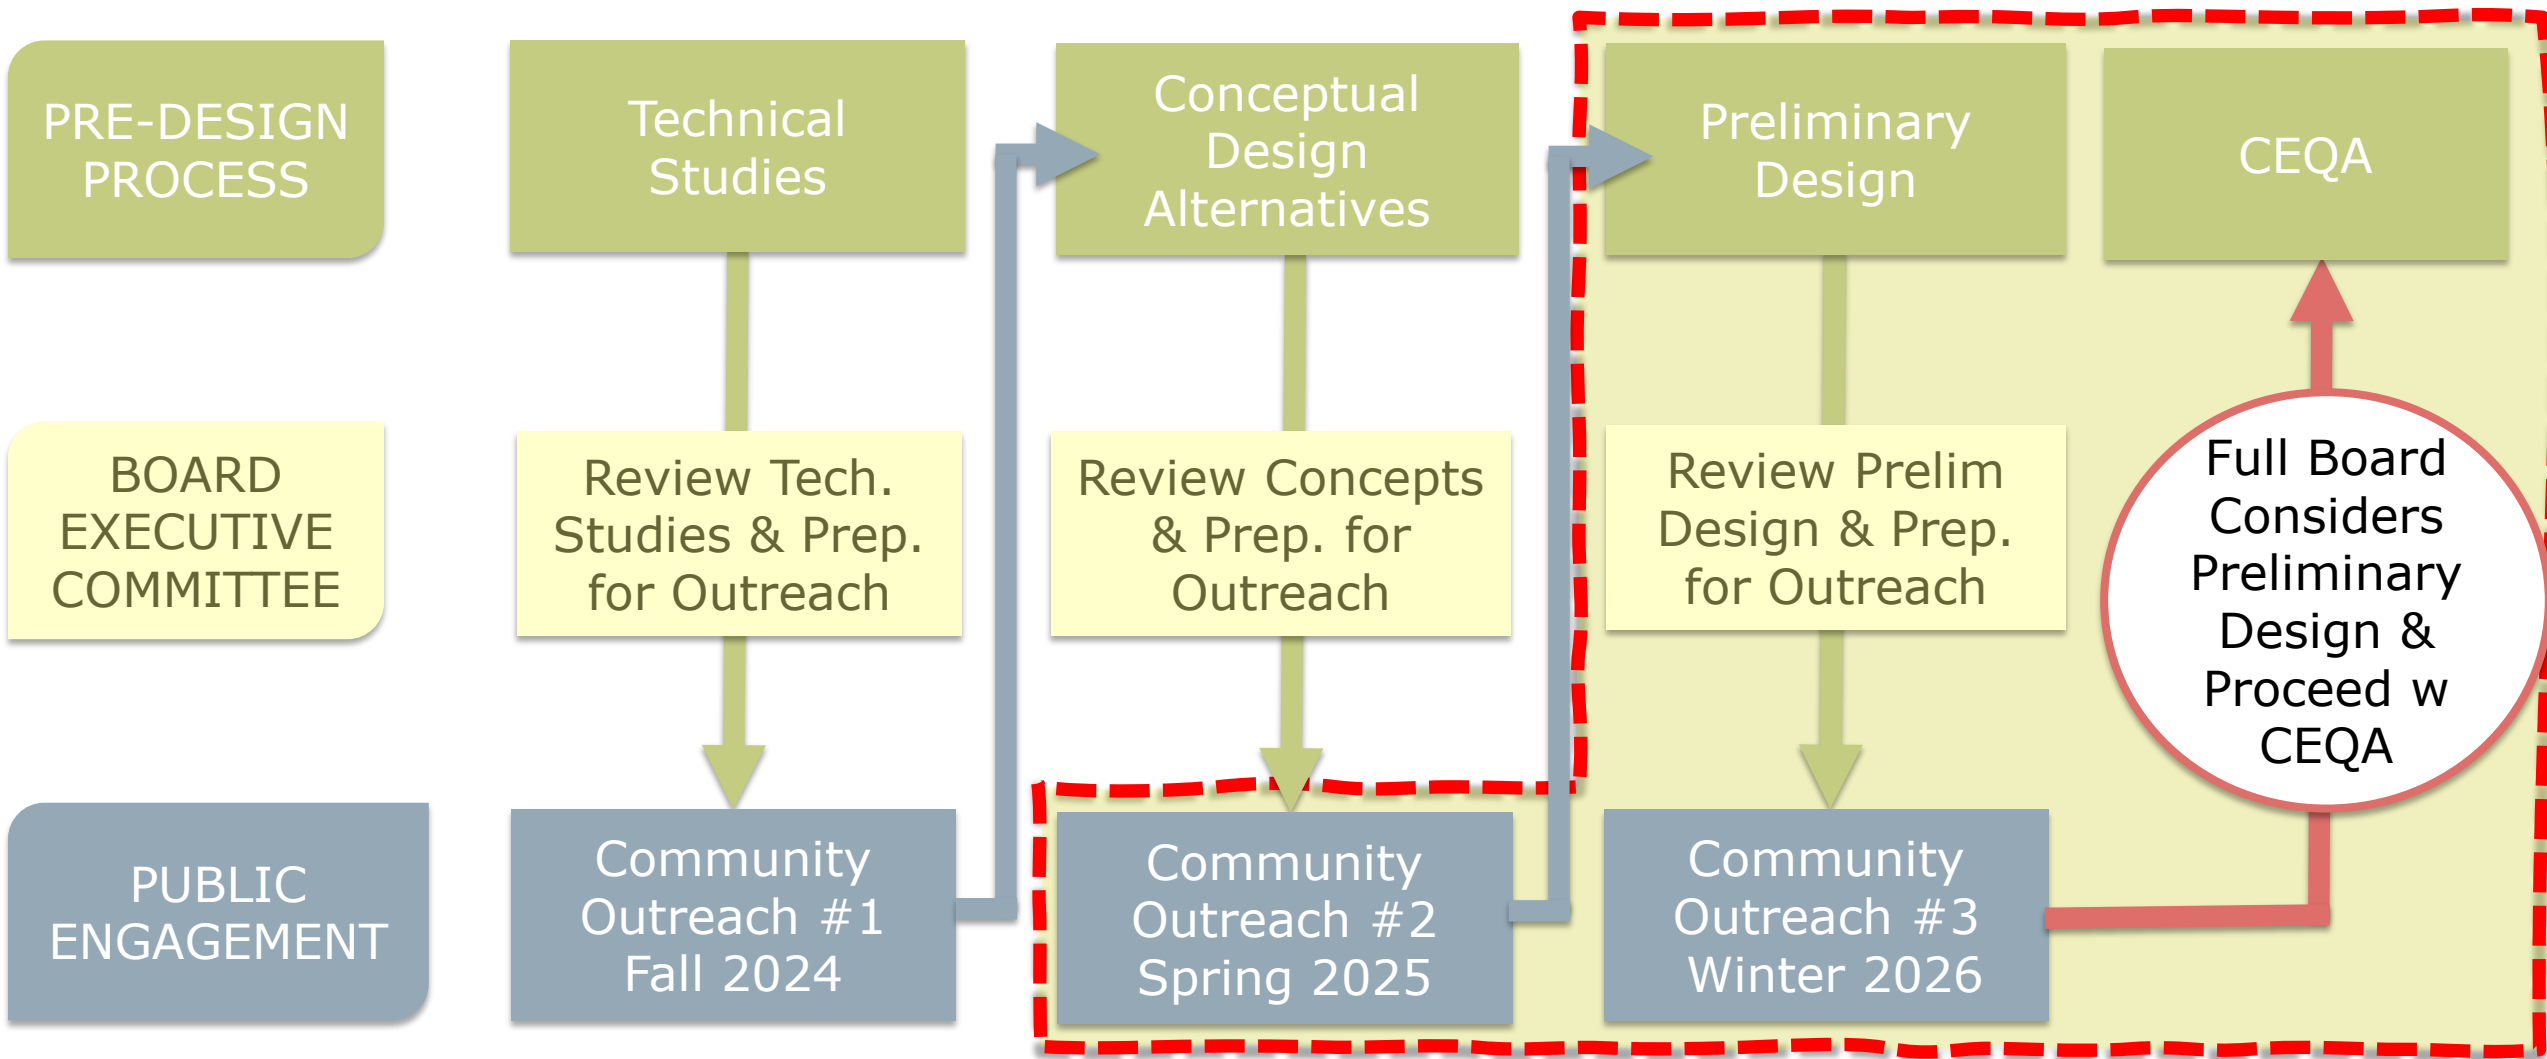 PRE-DESIGN
PROCESS
Technical
Studies
Conceptual
Design
Alternatives
Preliminary
Design
CEQA
BOARD
EXECUTIVE
COMMITTEE
Review Tech.
Studies & Prep.
for Outreach
Review Concepts
& Prep. for
Outreach
Review Prelim
Design & Prep.
for Outreach
Full Board
Considers
Preliminary
Design &
Proceed w
CEQA
PUBLIC
ENGAGEMENT
Community
Outreach #1
Fall 2024
Community
Outreach #2
Spring 2025
Community
Outreach #3
Winter 2026